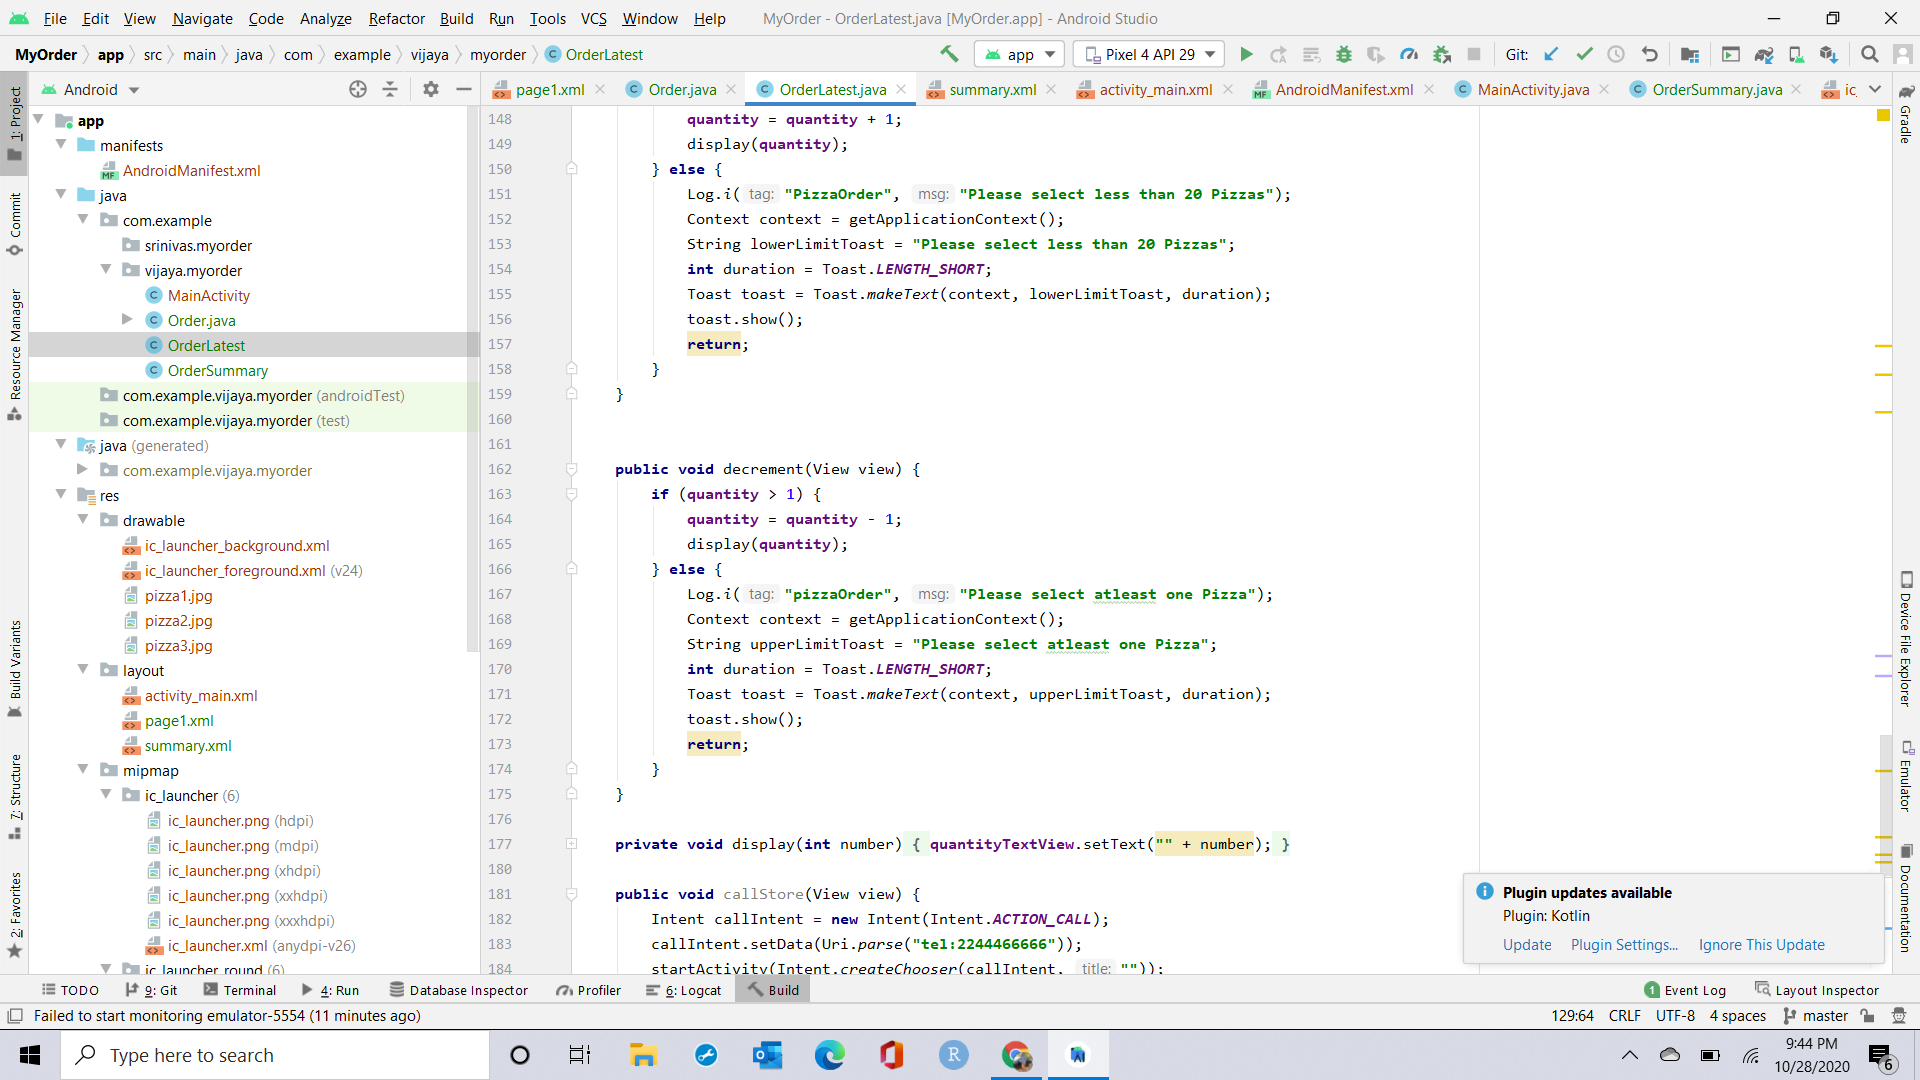 File Edit View Navigate Code Analyze Refactor Build Run Tools VCS Window Help MyOrder - OrderLatest.java [MyOrder.app] - Android Studio
MyOrder app src main java com example vijaya myorder OrderLatest app Pixel 4 API 29 Git:
Android
page1.xml Order.java OrderLatest.java summary.xml activity_main.xml AndroidManifest.xml MainActivity.java OrderSummary.java ic_
1: Project
Commit
Resource Manager
Build Variants
7: Structure
2: Favorites
app
manifests
AndroidManifest.xml
java
com.example
srinivas.myorder
vijaya.myorder
MainActivity
Order.java
OrderLatest
OrderSummary
com.example.vijaya.myorder (androidTest)
com.example.vijaya.myorder (test)
java (generated)
com.example.vijaya.myorder
res
drawable
ic_launcher_background.xml
ic_launcher_foreground.xml (v24)
pizza1.jpg
pizza2.jpg
pizza3.jpg
layout
activity_main.xml
page1.xml
summary.xml
mipmap
ic_launcher (6)
ic_launcher.png (hdpi)
ic_launcher.png (mdpi)
ic_launcher.png (xhdpi)
ic_launcher.png (xxhdpi)
ic_launcher.png (xxxhdpi)
ic_launcher.xml (anydpi-v26)
ic_launcher_round (6)
148 quantity = quantity + 1;
149 display(quantity);
150 } else {
151 Log.i( tag: "PizzaOrder", msg: "Please select less than 20 Pizzas");
152 Context context = getApplicationContext();
153 String lowerLimitToast = "Please select less than 20 Pizzas";
154 int duration = Toast.LENGTH_SHORT;
155 Toast toast = Toast.makeText(context, lowerLimitToast, duration);
156 toast.show();
157 return;
158 }
159 }
160
161
162 public void decrement(View view) {
163 if (quantity > 1) {
164 quantity = quantity - 1;
165 display(quantity);
166 } else {
167 Log.i( tag: "pizzaOrder", msg: "Please select atleast one Pizza");
168 Context context = getApplicationContext();
169 String upperLimitToast = "Please select atleast one Pizza";
170 int duration = Toast.LENGTH_SHORT;
171 Toast toast = Toast.makeText(context, upperLimitToast, duration);
172 toast.show();
173 return;
174 }
175 }
176
177 private void display(int number) { quantityTextView.setText("" + number); }
180
181 public void callStore(View view) {
182 Intent callIntent = new Intent(Intent.ACTION_CALL);
183 callIntent.setData(Uri.parse("tel:2244466666"));
184 startActivity(Intent.createChooser(callIntent, title: ""));
Gradle
Device File Explorer
Emulator
Documentation
Plugin updates available
Plugin: Kotlin
Update Plugin Settings... Ignore This Update
TODO 9: Git Terminal 4: Run Database Inspector Profiler 6: Logcat Build 1 Event Log Layout Inspector
Failed to start monitoring emulator-5554 (11 minutes ago) 129:64 CRLF UTF-8 4 spaces master
Type here to search
9:44 PM
10/28/2020
6